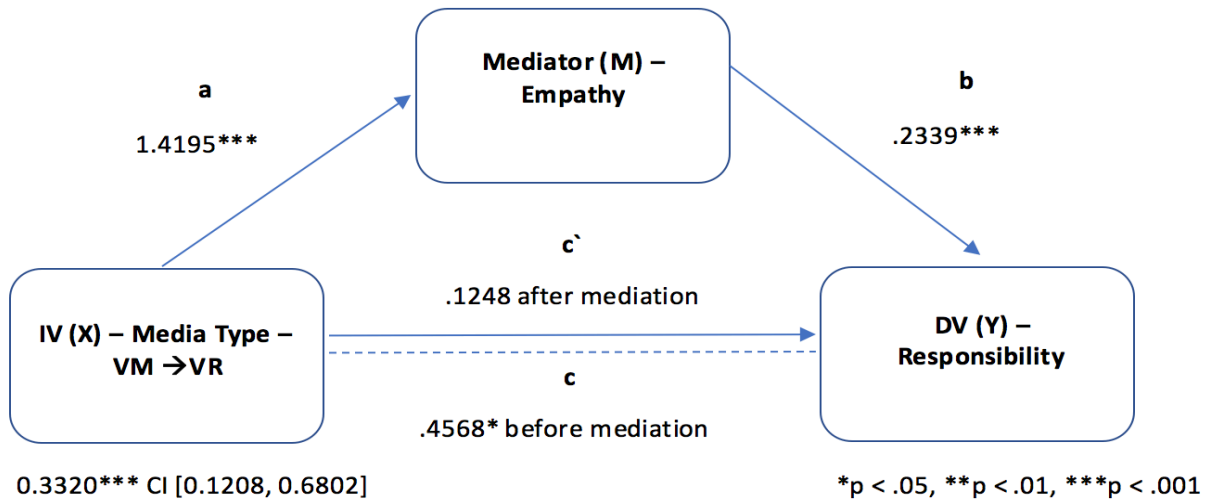 Mediator (M) –
Empathy
a
1.4195***
b
.2339***
c`
.1248 after mediation
IV (X) – Media Type –
VM →VR
DV (Y) –
Responsibility
c
.4568* before mediation
0.3320*** CI [0.1208, 0.6802]
*p < .05, **p < .01, ***p < .001